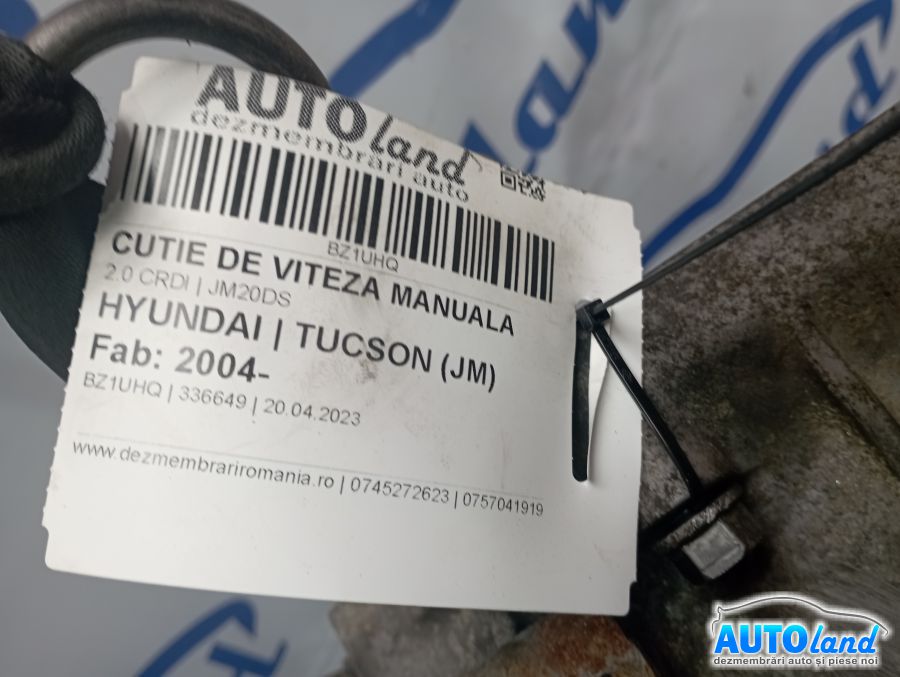 AUTOland
dezmembrări auto
BZ1UHQ
CUTIE DE VITEZA MANUALA
2.0 CRDI | JM20DS
HYUNDAI | TUCSON (JM)
Fab: 2004-
BZ1UHQ | 336649 | 20.04.2023
www.dezmembrariromania.ro | 0745272623 | 0757041919
AUTOland
dezmembrări auto și piese noi